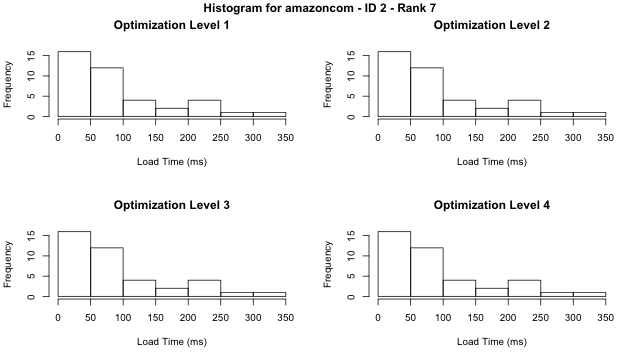 Histogram for amazoncom - ID 2 - Rank 7
Optimization Level 1
Frequency
0 5 10 15
0 50 100 150 200 250 300 350
Load Time (ms)
Optimization Level 2
Frequency
0 5 10 15
0 50 100 150 200 250 300 350
Load Time (ms)
Optimization Level 3
Frequency
0 5 10 15
0 50 100 150 200 250 300 350
Load Time (ms)
Optimization Level 4
Frequency
0 5 10 15
0 50 100 150 200 250 300 350
Load Time (ms)